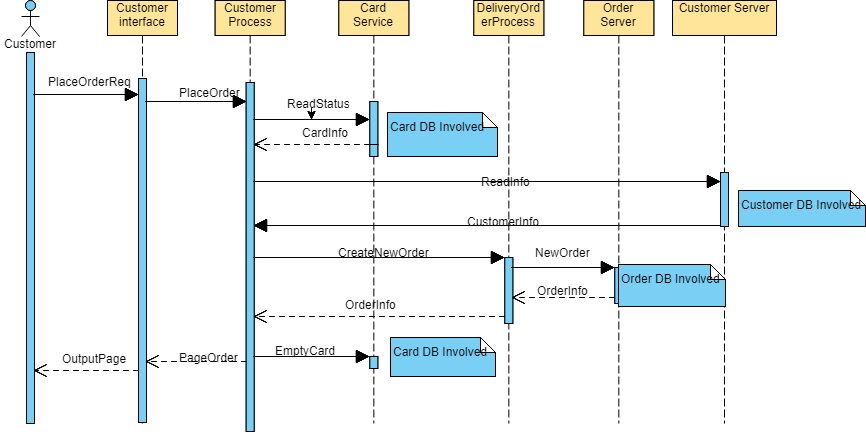 Customer
Customer
interface
Customer
Process
Card
Service
DeliveryOrd
erProcess
Order
Server
Customer Server
PlaceOrderReq
PlaceOrder
ReadStatus
Card DB Involved
CardInfo
ReadInfo
Customer DB Involved
CustomerInfo
CreateNewOrder
NewOrder
Order DB Involved
OrderInfo
OrderInfo
EmptyCard
Card DB Involved
PageOrder
OutputPage